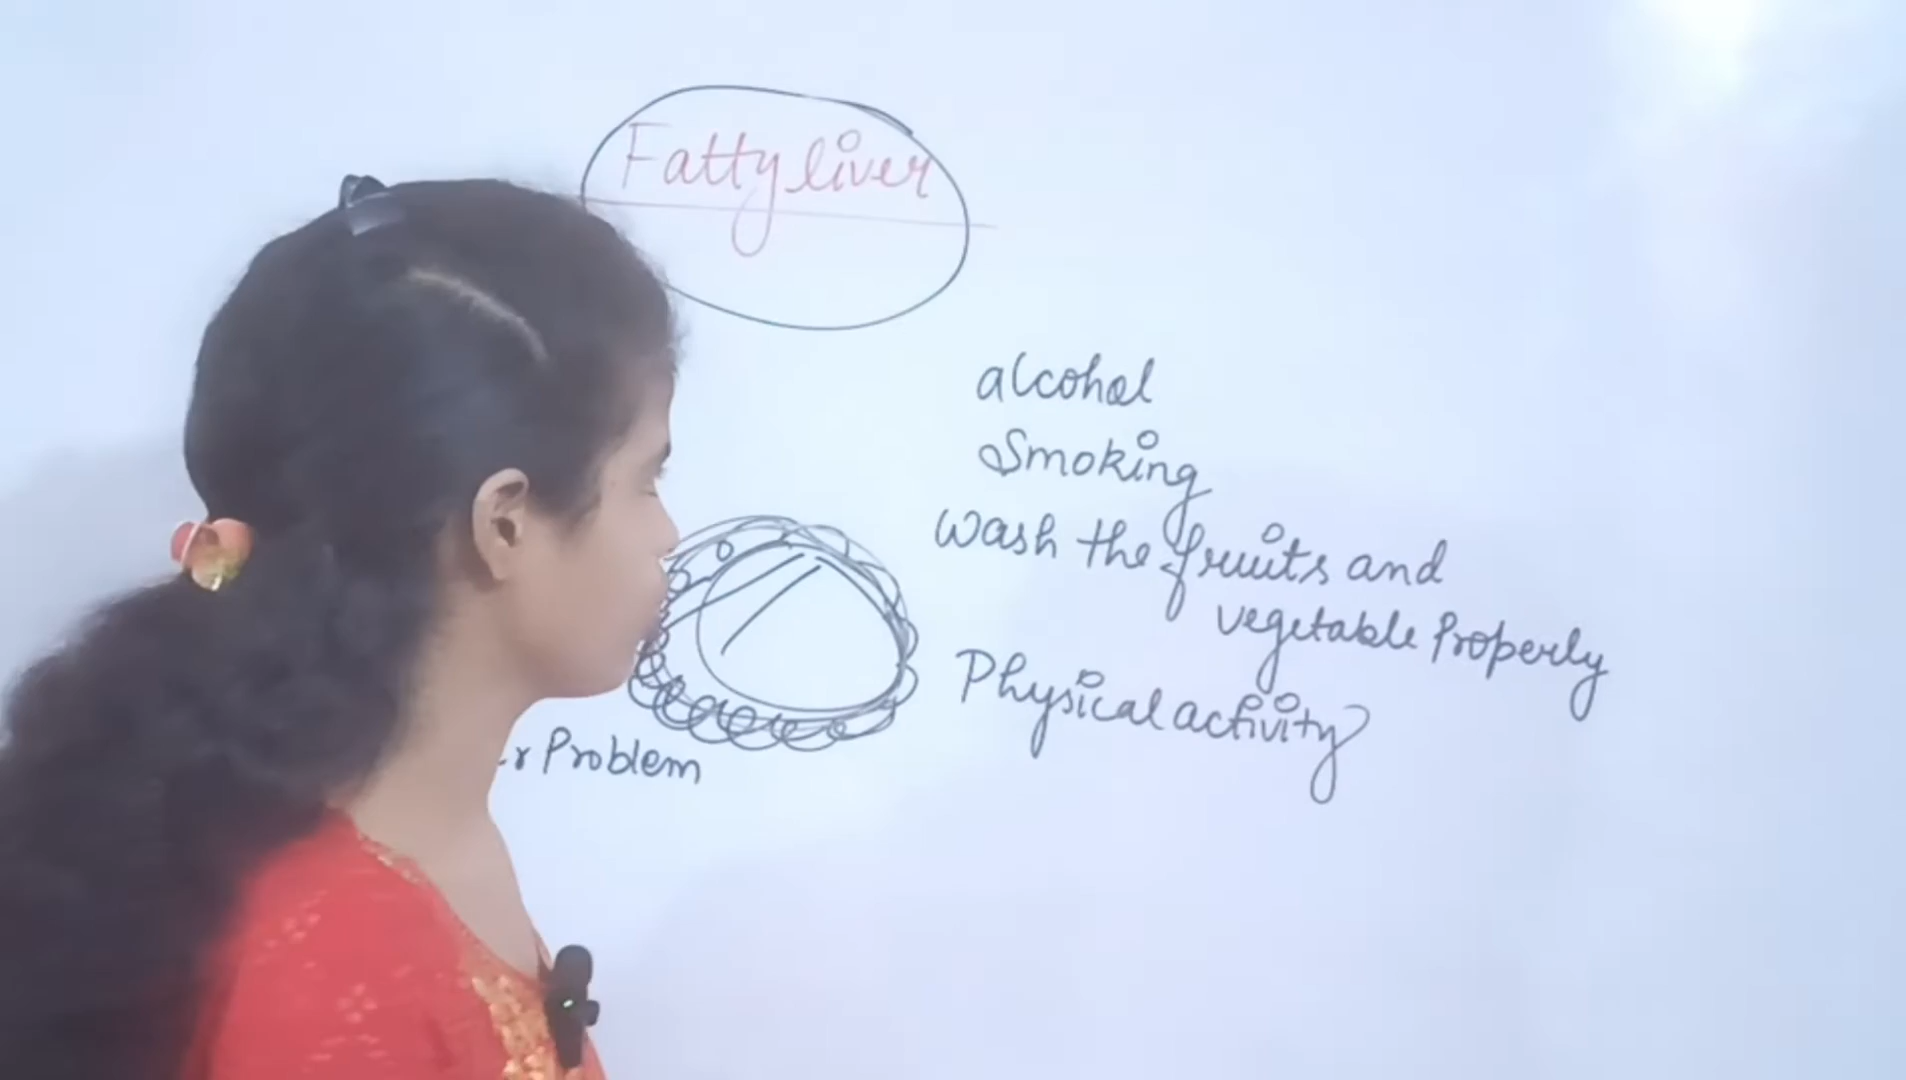 Fatty liver
alcohol
Smoking
Wash the fruits and
vegetable Properly
Physical activity
r Problem